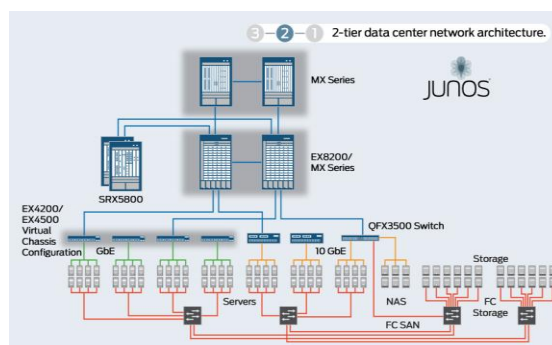 3 2 1 2-tier data center network architecture.
MX Series
JUNOS
EX8200/
MX Series
SRX5800
EX4200/
EX4500
Virtual
Chassis
Configuration
GbE
10 GbE
QFX3500 Switch
Servers
NAS
Storage
FC
Storage
FC SAN